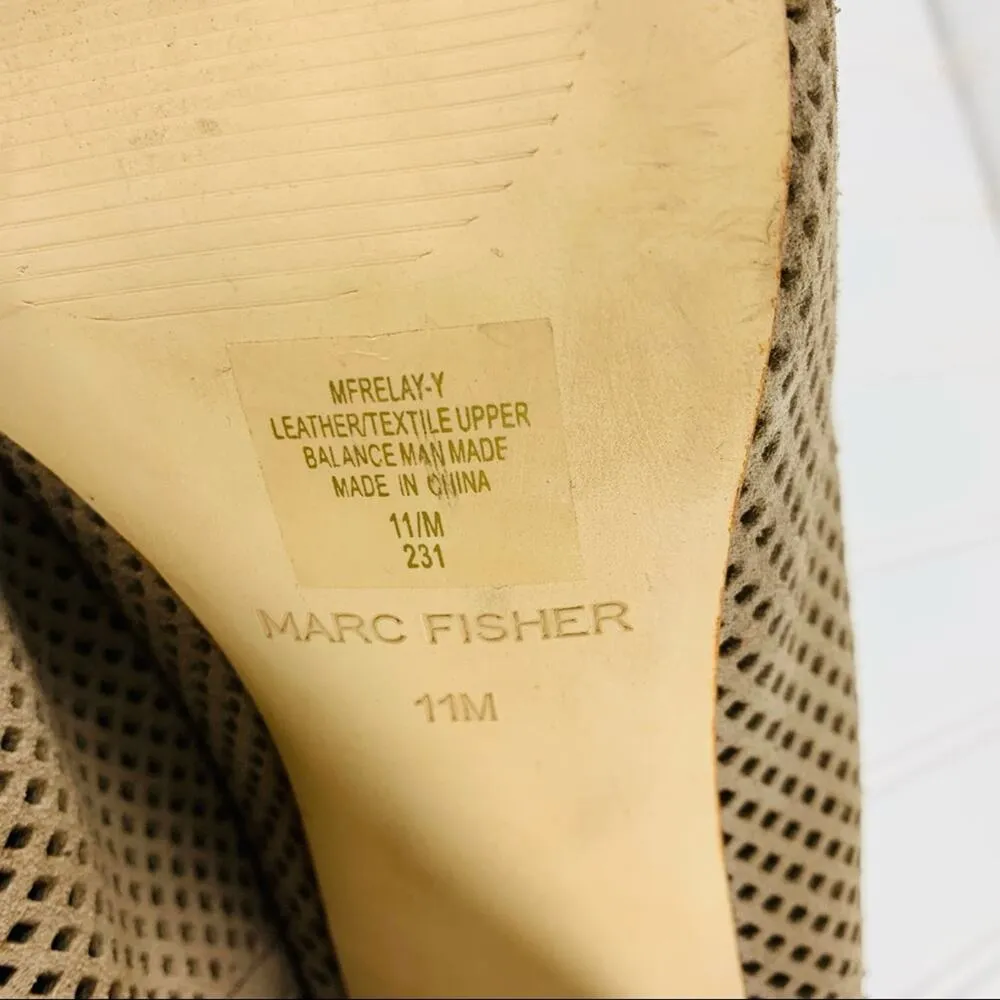 MFRELAY-Y
LEATHER/TEXTILE UPPER
BALANCE MAN MADE
MADE IN CHINA
11/M
231
MARC FISHER
11M